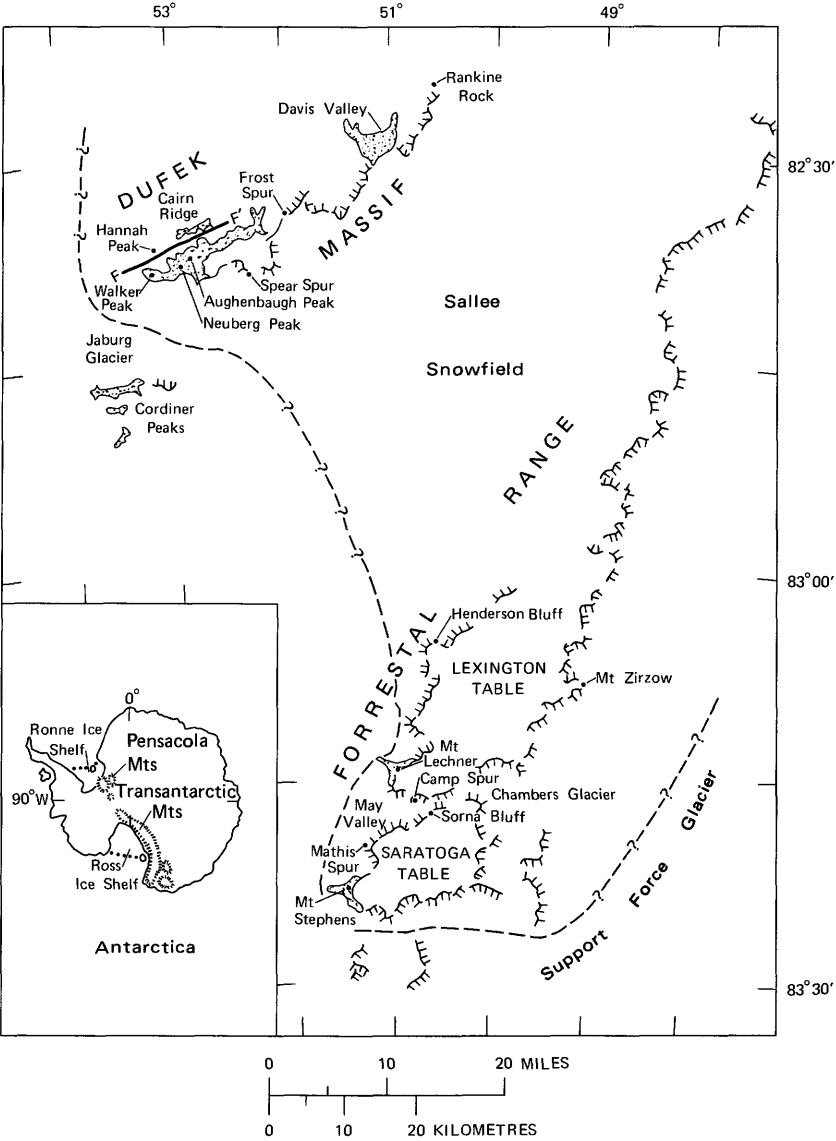 53°
51°
49°
Rankine
Rock
Davis Valley
82°30'
DUFEK
MASSIF
Frost
Spur
Cairn
Ridge
F'
Hannah
Peak
F
Walker
Peak
Spear Spur
Aughenbaugh Peak
Neuberg Peak
Sallee
Snowfield
Jaburg
Glacier
Cordiner
Peaks
?
?
?
?
?
?
?
FORRESTAL
RANGE
83°00'
Henderson Bluff
LEXINGTON
TABLE
Mt Zirzow
Mt
Lechner
Camp Spur
Chambers Glacier
May
Valley
Sorna Bluff
Mathis
Spur
SARATOGA
TABLE
Mt
Stephens
?
?
?
?
Support Force Glacier
83°30'
0°
Ronne Ice
Shelf
Pensacola
Mts
90°W
Transantarctic
Mts
Ross
Ice Shelf
Antarctica
0 10 20 MILES
0 10 20 KILOMETRES